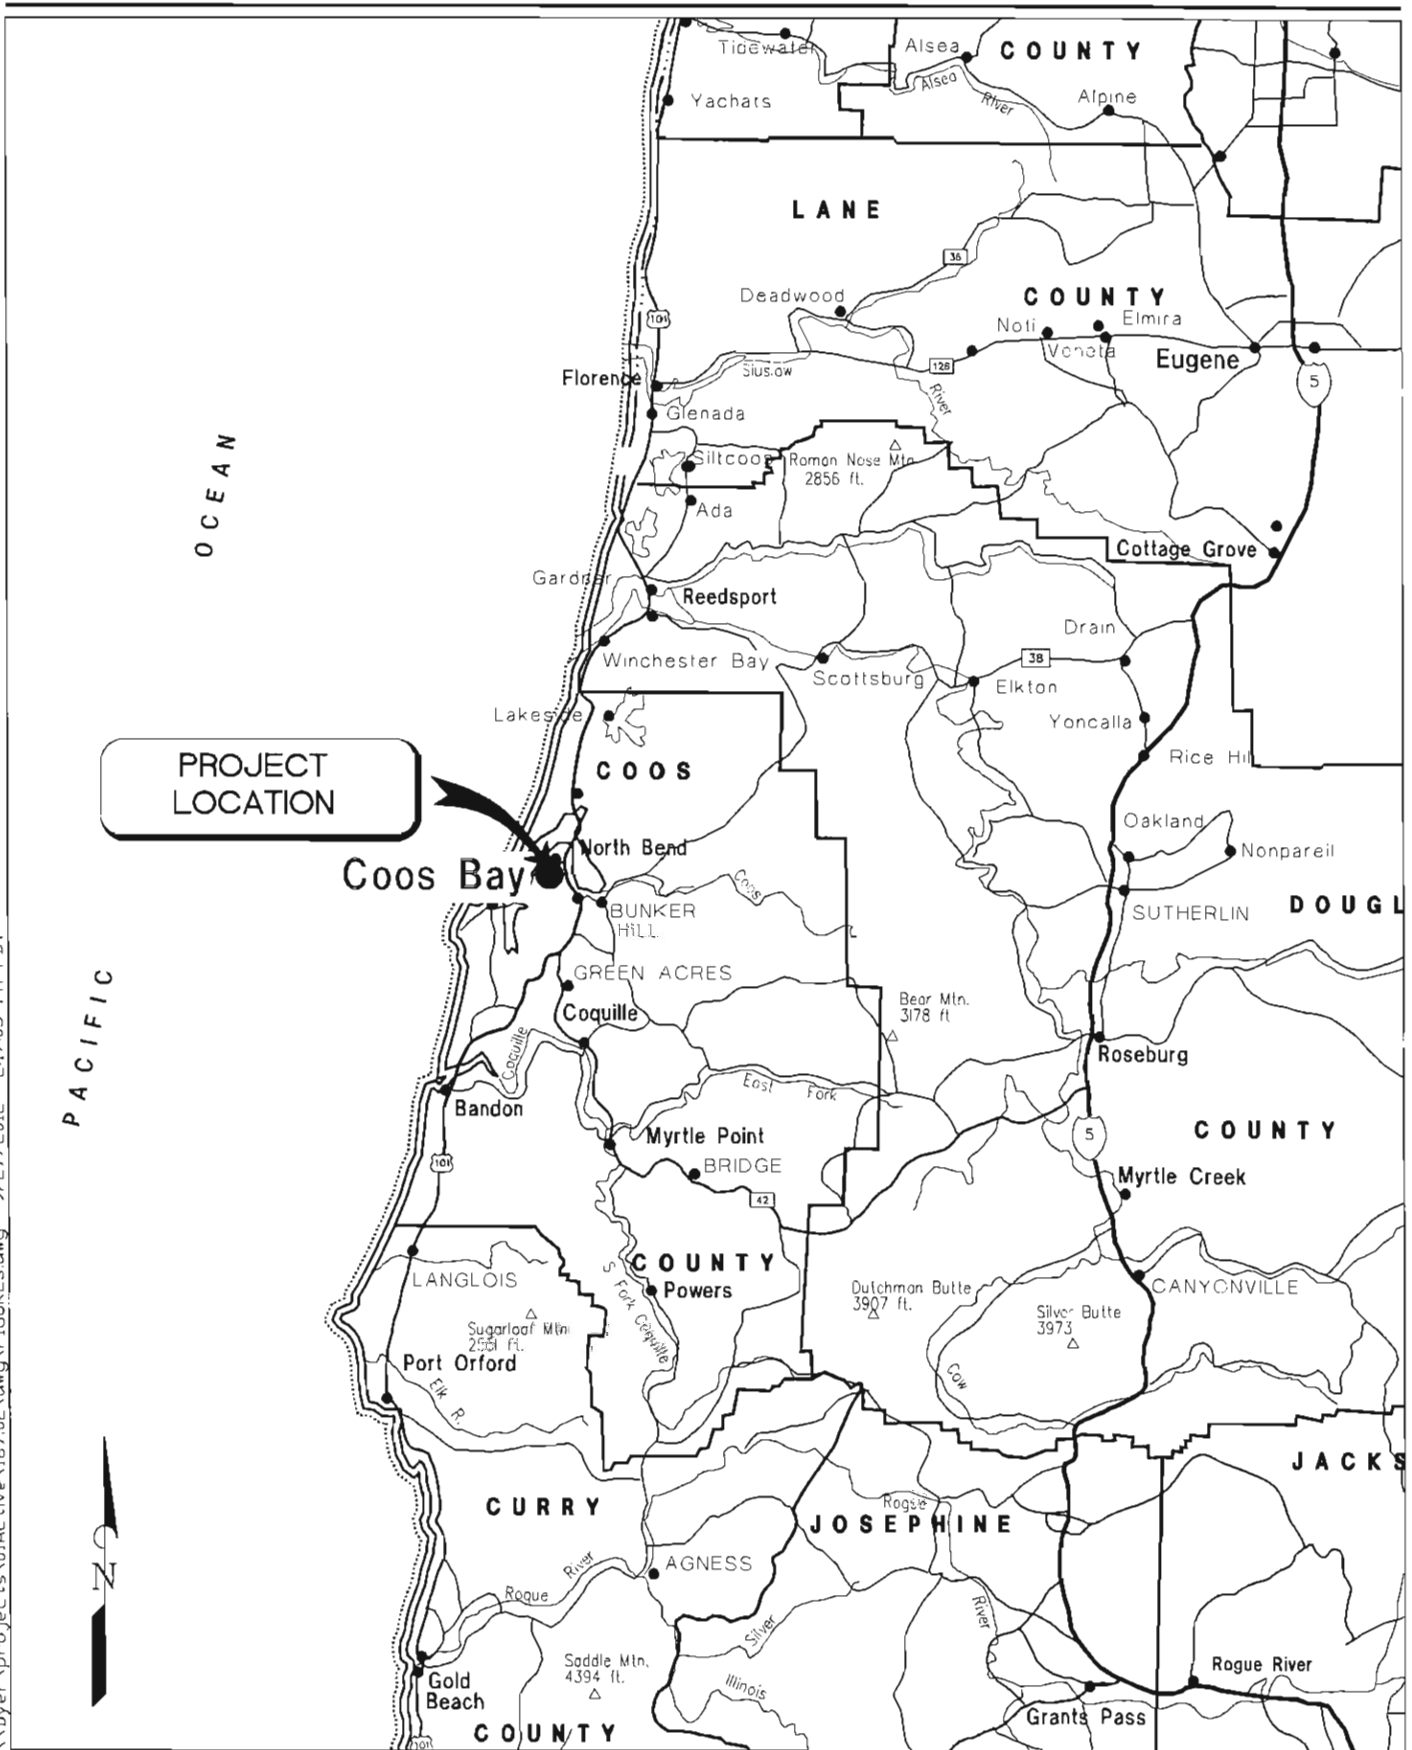 Tidewater
Alsea
COUNTY
Alsea
River
Yachats
Alpine
LANE
36
Deadwood
COUNTY
101
Noti
Elmira
Veneta
Eugene
126
Siuslaw
Florence
5
River
Glenada
OCEAN
Siltcoos
Roman Nose Mtn.
2856 ft.
Ada
Cottage Grove
Gardner
Reedsport
Drain
Winchester Bay
38
Scottsburg
Elkton
Lakeside
Yoncalla
PROJECT
LOCATION
COOS
Rice Hill
Oakland
North Bend
Nonpareil
Coos Bay
Coos
BUNKER
HILL
SUTHERLIN
DOUGL
GREEN ACRES
PACIFIC
Bear Mtn.
3178 ft
Coquille
Coquille
Roseburg
East Fork
Bandon
5
COUNTY
Myrtle Point
101
BRIDGE
Myrtle Creek
42
COUNTY
LANGLOIS
S Fork Coquille
Powers
Dutchman Butte
3907 ft.
CANYONVILLE
Silver Butte
3973
Sugarloaf Mtn
Port Orford
Elk R.
Cow
JACKS
CURRY
Rogue
JOSEPHINE
AGNESS
N
Rogue
River
Silver
River
Saddle Mtn.
4394 ft.
Rogue River
Gold
Beach
Illinois
Grants Pass
COUNTY
101